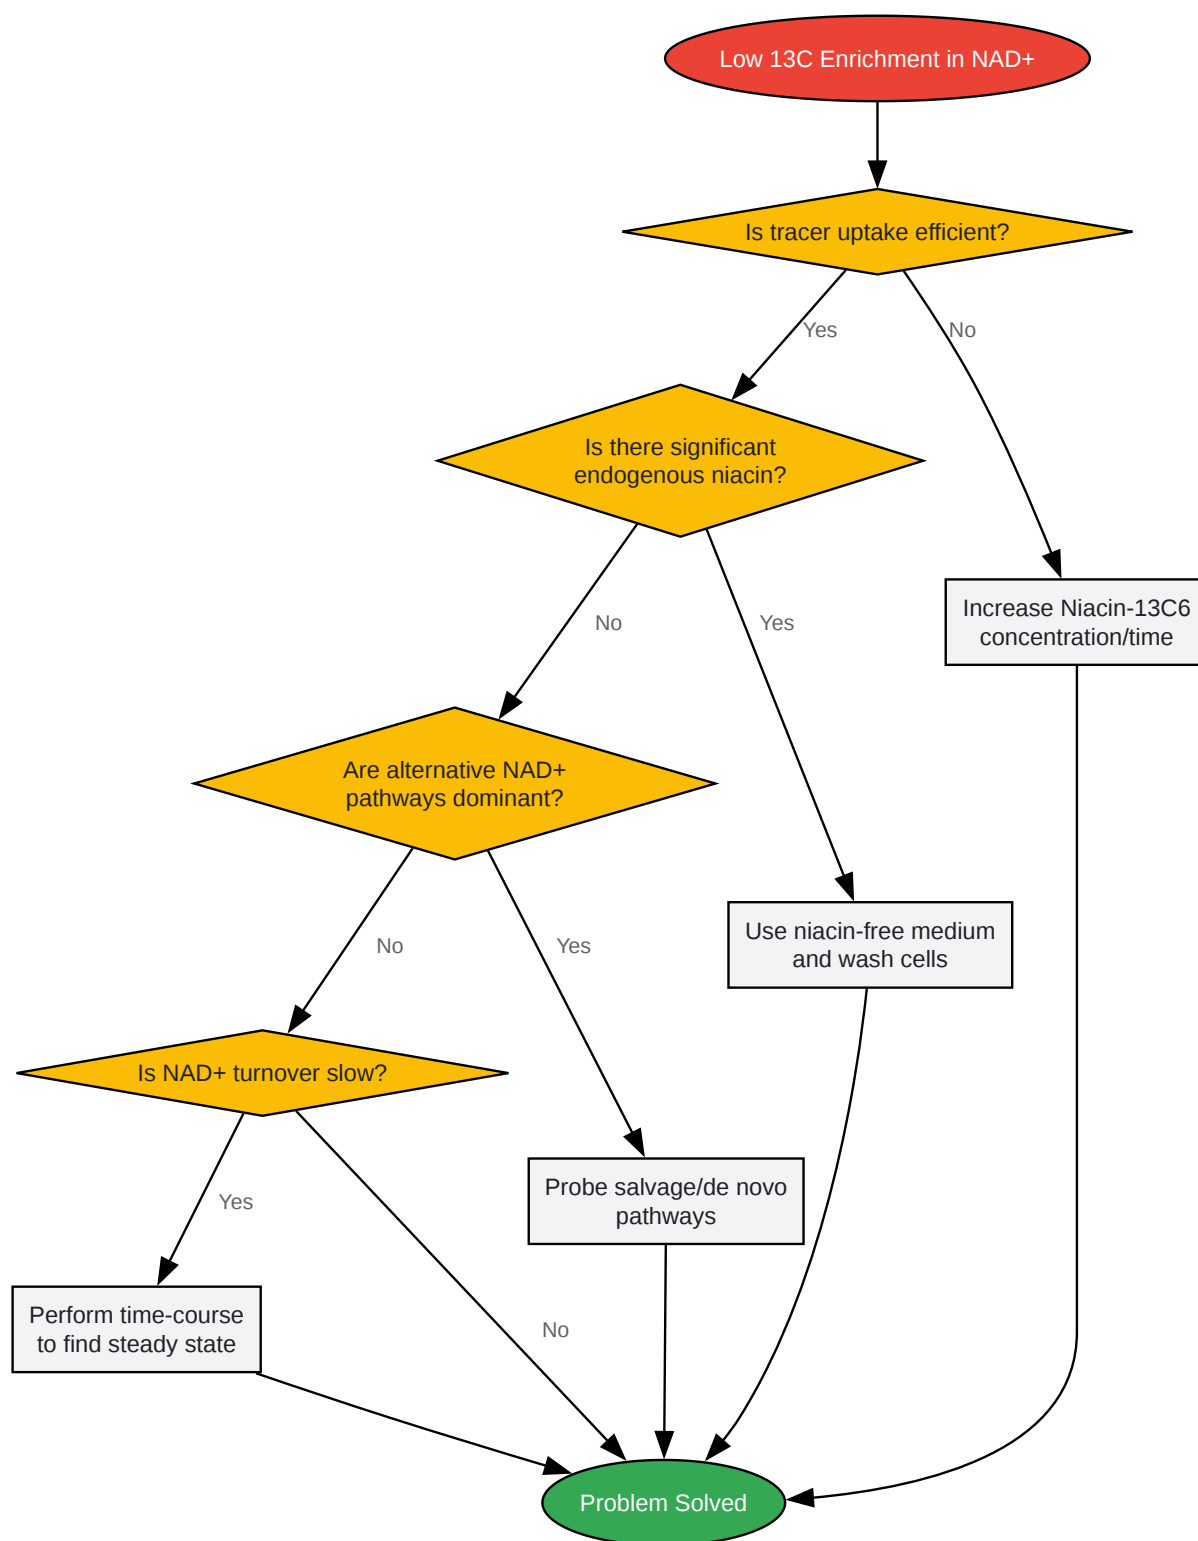 Low 13C Enrichment in NAD+
Is tracer uptake efficient?
Yes
No
Is there significant
endogenous niacin?
Increase Niacin-13C6
concentration/time
No
Yes
Are alternative NAD+
pathways dominant?
Use niacin-free medium
and wash cells
No
Yes
Is NAD+ turnover slow?
Probe salvage/de novo
pathways
Yes
Perform time-course
to find steady state
No
Problem Solved